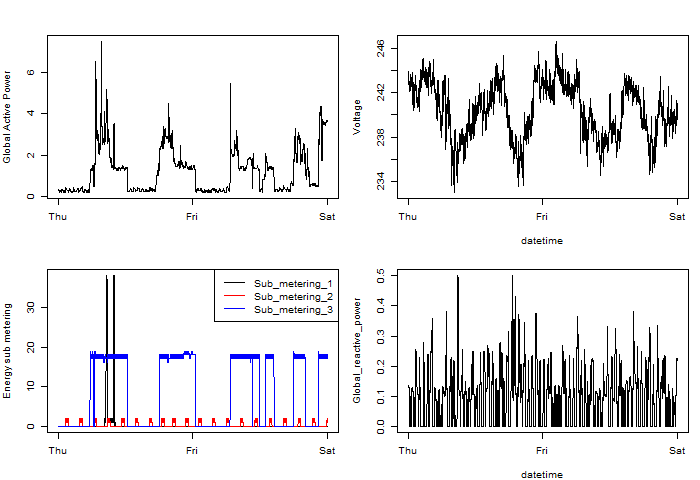 Global Active Power
0
2
4
6
Thu
Fri
Sat
Voltage
234
238
242
246
Thu
Fri
Sat
datetime
Energy sub metering
0
10
20
30
Sub_metering_1
Sub_metering_2
Sub_metering_3
Thu
Fri
Sat
Global_reactive_power
0.0
0.1
0.2
0.3
0.4
0.5
Thu
Fri
Sat
datetime